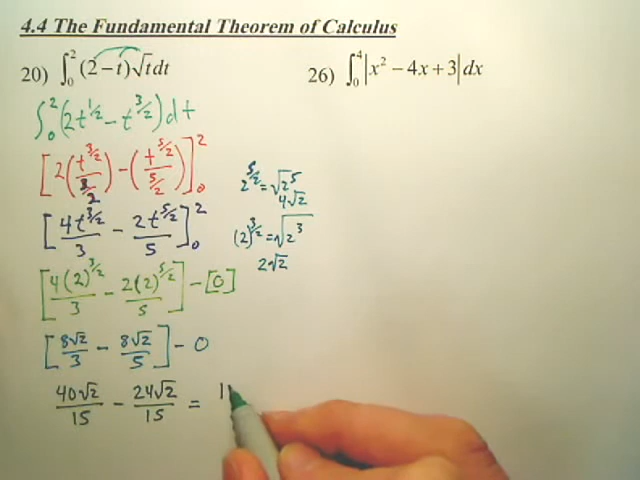 4.4 The Fundamental Theorem of Calculus
20) ∫₀² (2 − t)√t dt
∫₀² (2t^(1/2) − t^(3/2)) dt
[2(t^(3/2)/(3/2)) − (t^(5/2)/(5/2))]₀²
[4t^(3/2)/3 − 2t^(5/2)/5]₀²
[4(2)^(3/2)/3 − 2(2)^(5/2)/5] − [0]
[8√2/3 − 8√2/5] − 0
40√2/15 − 24√2/15 = 1
2^(5/2) = √2⁵
4√2
(2)^(3/2) = √2³
2√2
26) ∫₀⁴ |x² − 4x + 3| dx